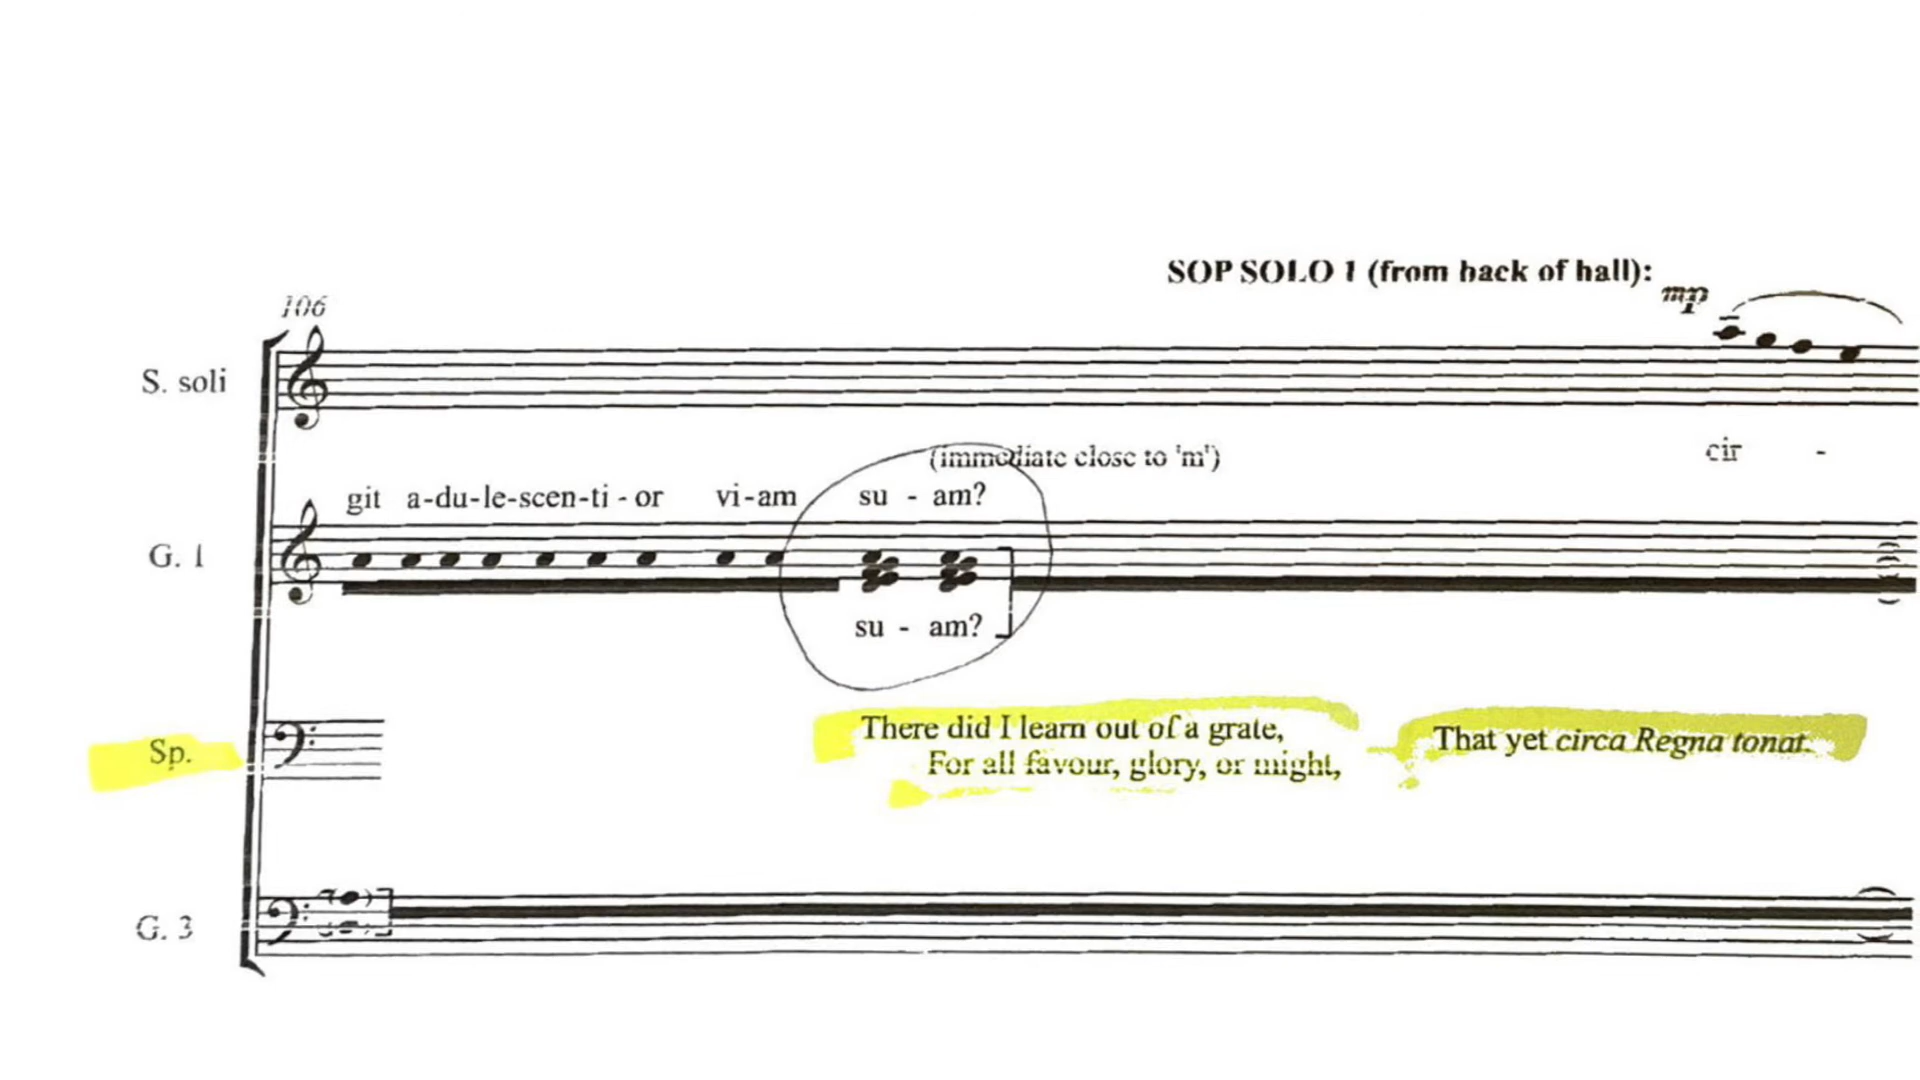 SOP SOLO 1 (from back of hall):
mp
106
S. soli
cir -
(immediate close to 'm')
git a-du-le-scen-ti-or vi-am su - am?
G. 1
su - am?
Sp.
There did I learn out of a grate,
For all favour, glory, or might,
That yet circa Regna tonat.
G. 3